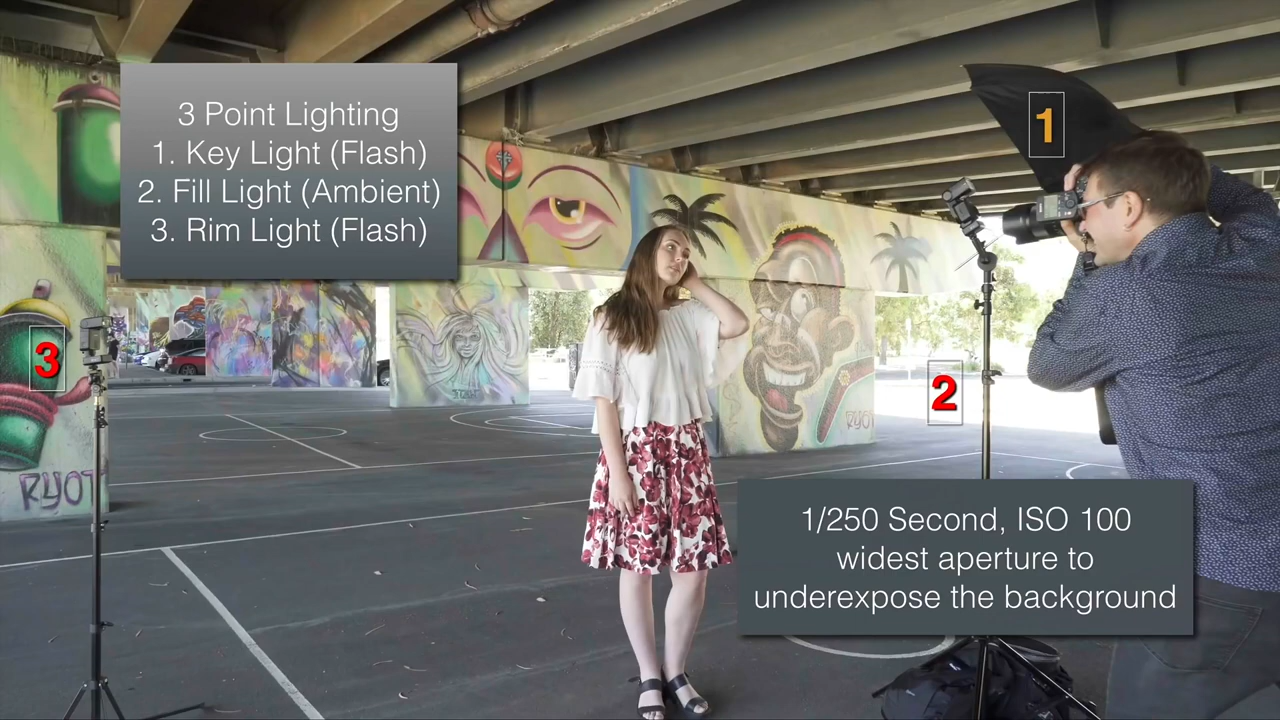 3 Point Lighting
1. Key Light (Flash)
2. Fill Light (Ambient)
3. Rim Light (Flash)
1
3
2
RYOT
RYOT
1/250 Second, ISO 100
widest aperture to
underexpose the background